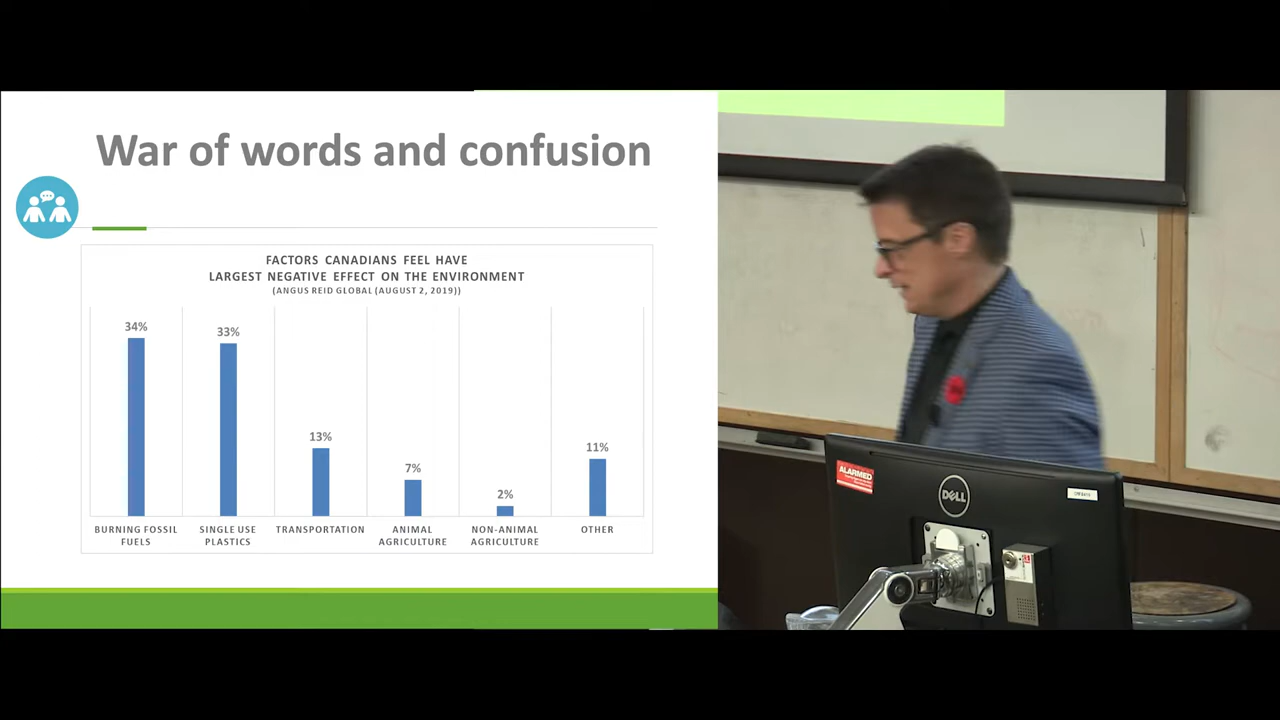 War of words and confusion
FACTORS CANADIANS FEEL HAVE
LARGEST NEGATIVE EFFECT ON THE ENVIRONMENT
(ANGUS REID GLOBAL (AUGUST 2, 2019))
34%
33%
13%
7%
2%
11%
BURNING FOSSIL
FUELS
SINGLE USE
PLASTICS
TRANSPORTATION
ANIMAL
AGRICULTURE
NON-ANIMAL
AGRICULTURE
OTHER
ALARMED
DELL